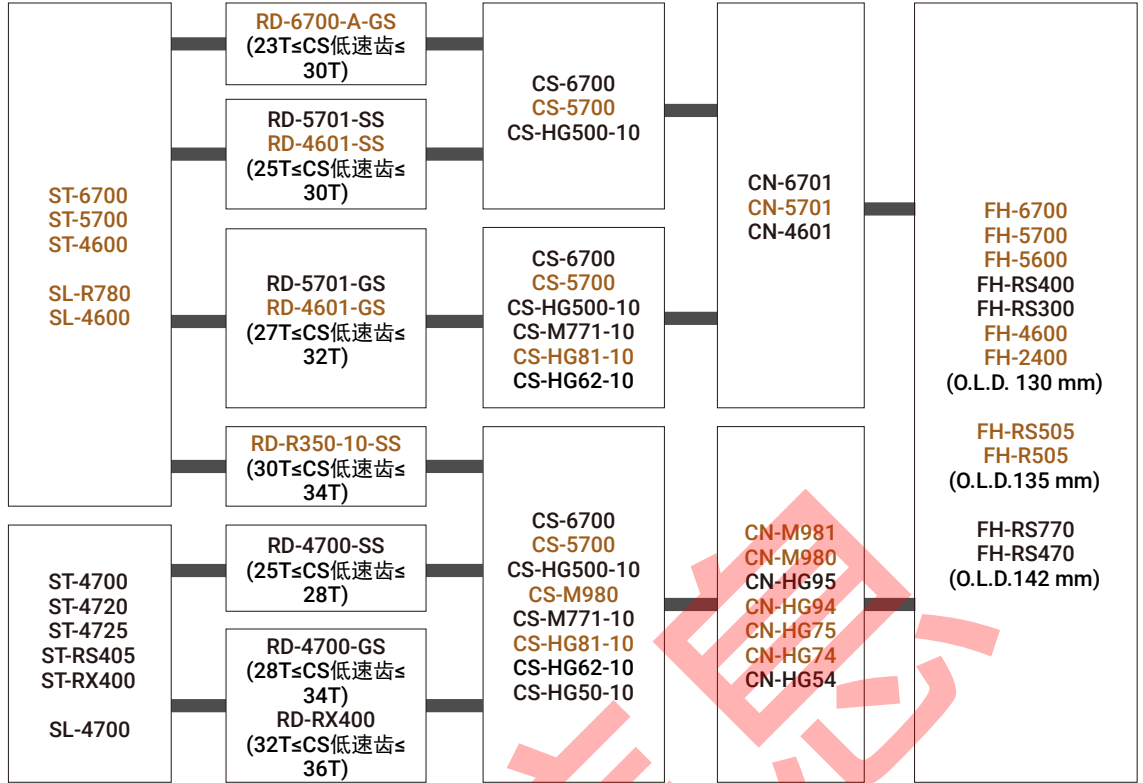 ST-6700
ST-5700
ST-4600
SL-R780
SL-4600
RD-6700-A-GS
(23T≤CS低速齿≤
30T)
RD-5701-SS
RD-4601-SS
(25T≤CS低速齿≤
30T)
CS-6700
CS-5700
CS-HG500-10
RD-5701-GS
RD-4601-GS
(27T≤CS低速齿≤
32T)
CS-6700
CS-5700
CS-HG500-10
CS-M771-10
CS-HG81-10
CS-HG62-10
CN-6701
CN-5701
CN-4601
RD-R350-10-SS
(30T≤CS低速齿≤
34T)
ST-4700
ST-4720
ST-4725
ST-RS405
ST-RX400
SL-4700
RD-4700-SS
(25T≤CS低速齿≤
28T)
RD-4700-GS
(28T≤CS低速齿≤
34T)
RD-RX400
(32T≤CS低速齿≤
36T)
CS-6700
CS-5700
CS-HG500-10
CS-M980
CS-M771-10
CS-HG81-10
CS-HG62-10
CS-HG50-10
CN-M981
CN-M980
CN-HG95
CN-HG94
CN-HG75
CN-HG74
CN-HG54
FH-6700
FH-5700
FH-5600
FH-RS400
FH-RS300
FH-4600
FH-2400
(O.L.D. 130 mm)
FH-RS505
FH-R505
(O.L.D.135 mm)
FH-RS770
FH-RS470
(O.L.D.142 mm)